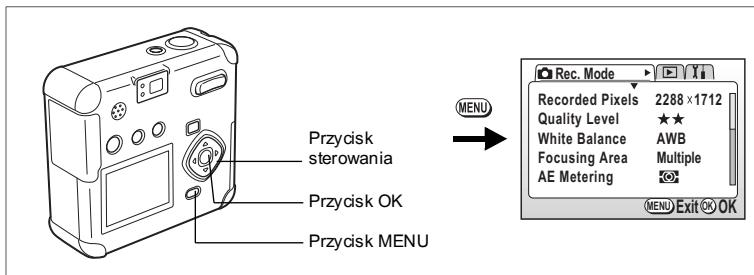 Przycisk
sterowania
Przycisk OK
Przycisk MENU
MENU
Rec. Mode
Recorded Pixels 2288×1712
Quality Level ★★
White Balance AWB
Focusing Area Multiple
AE Metering
MENU Exit OK OK